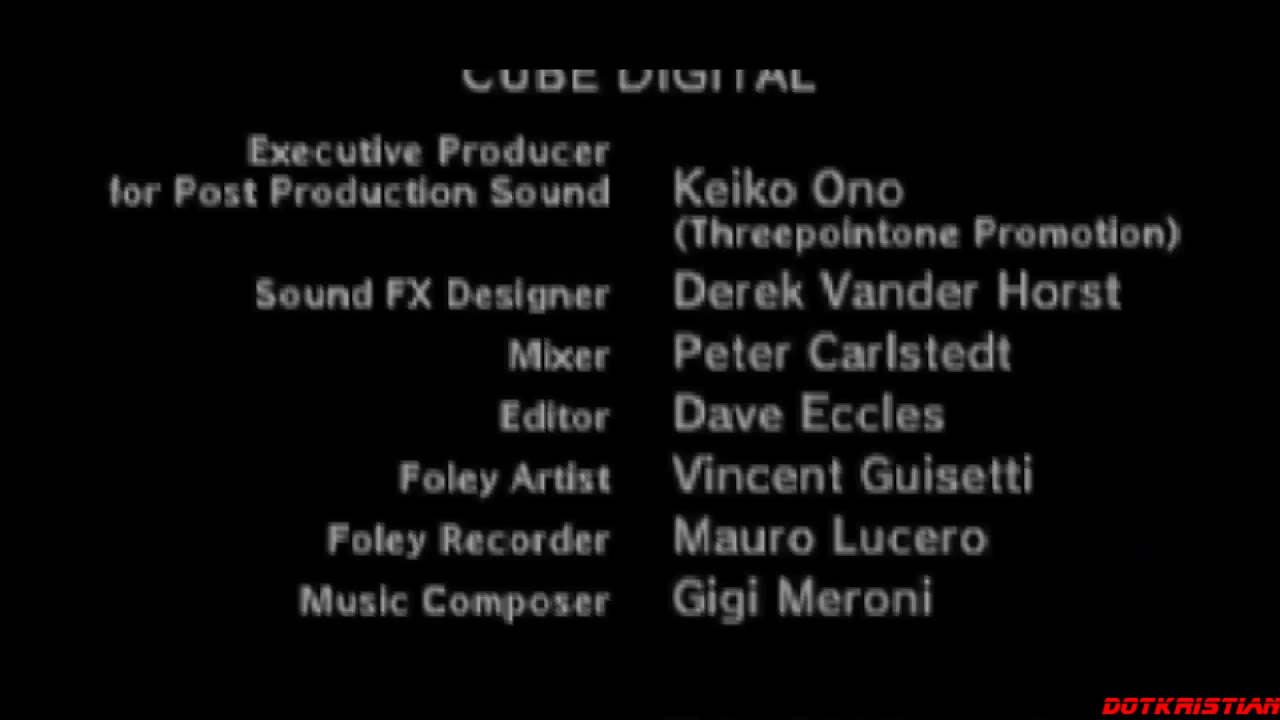 CUBE DIGITAL
Executive Producer
for Post Production Sound Keiko Ono
(Threepointone Promotion)
Sound FX Designer Derek Vander Horst
Mixer Peter Carlstedt
Editor Dave Eccles
Foley Artist Vincent Guisetti
Foley Recorder Mauro Lucero
Music Composer Gigi Meroni
DOTKRISTIAN